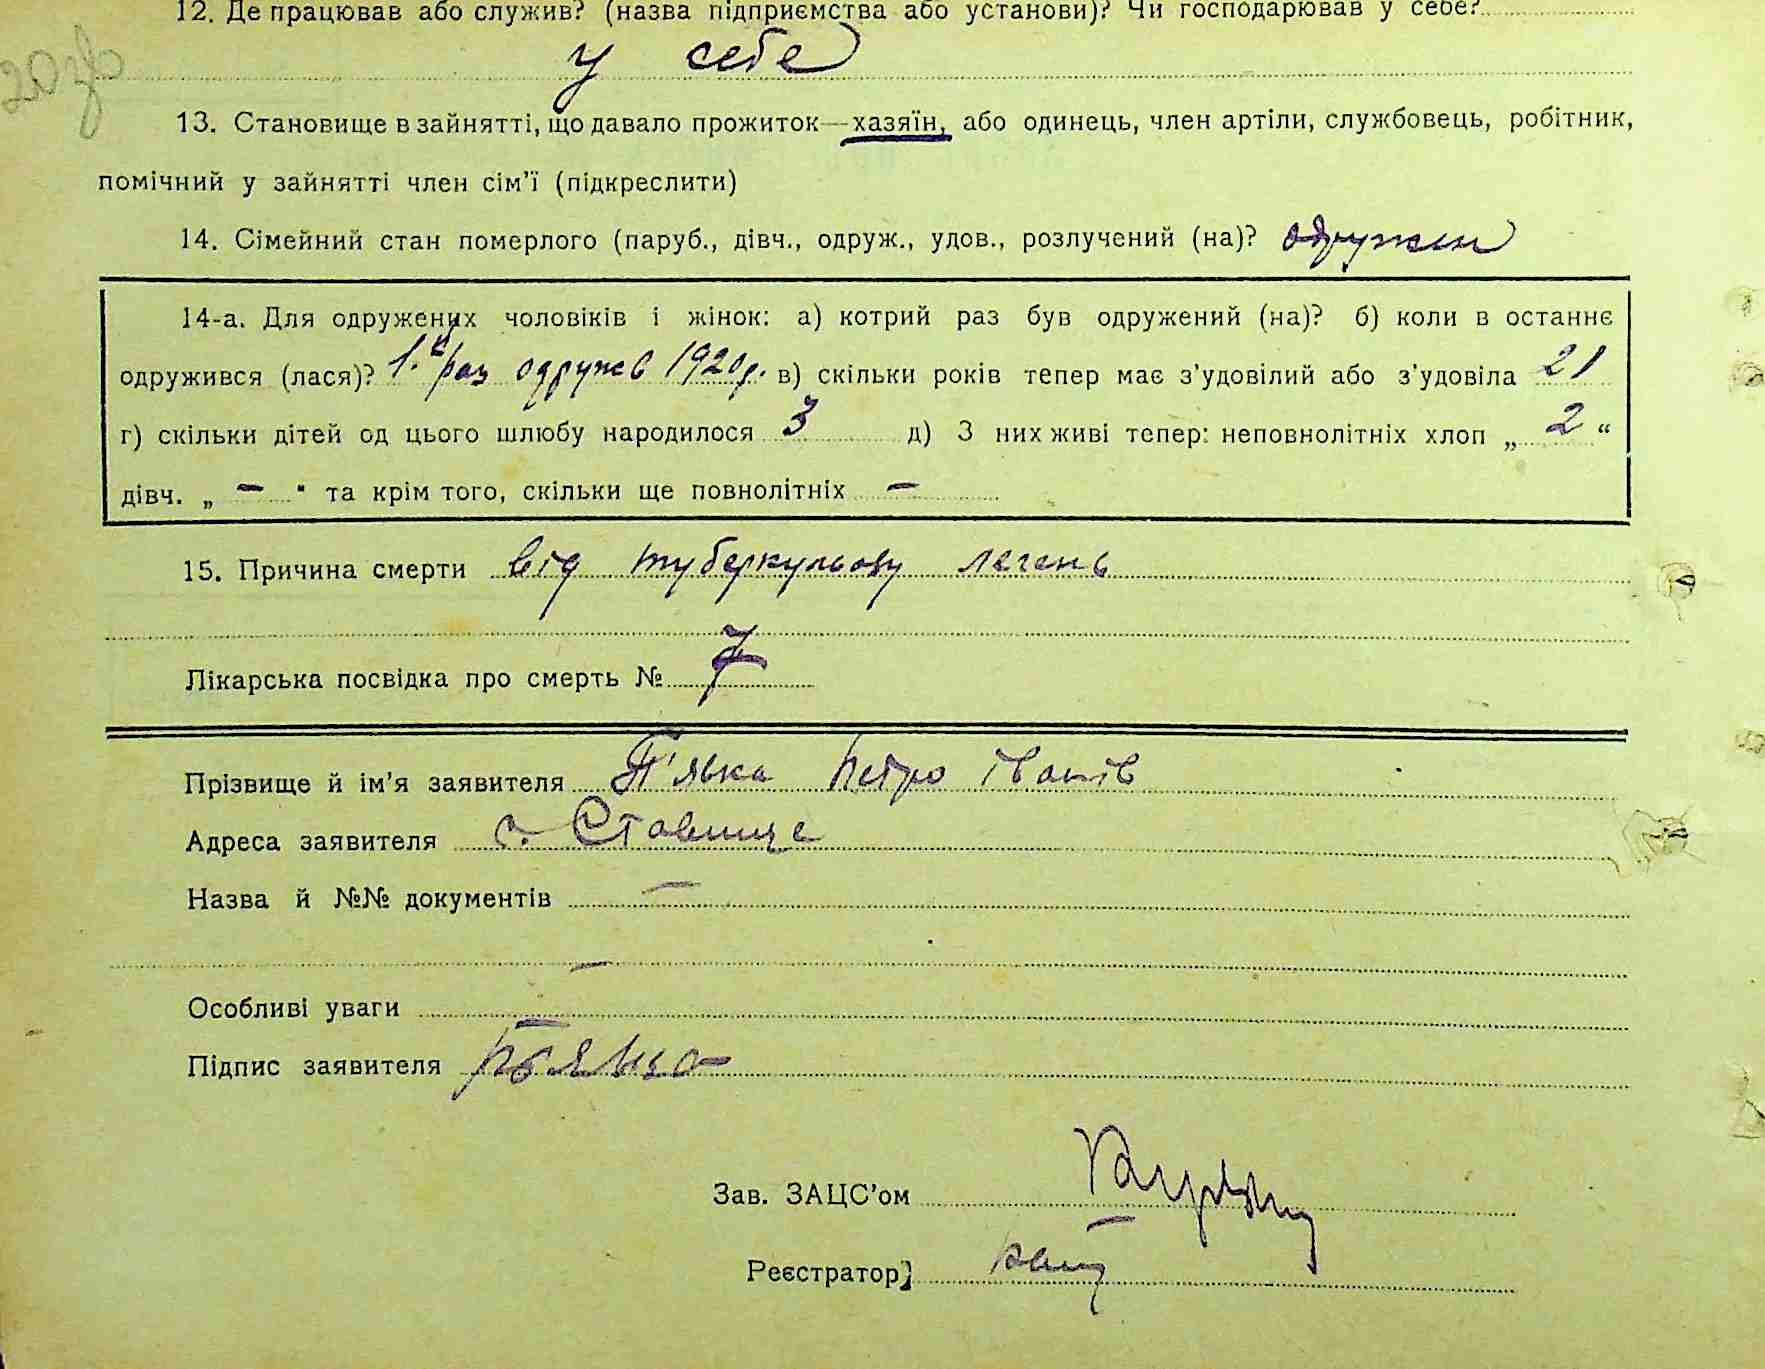 12. Де працював або служив? (назва підприємства або установи)? Чи господарював у себе?
у себе
13. Становище в зайнятті, що давало прожиток—хазяїн, або одинець, член артіли, службовець, робітник,
помічний у зайнятті член сім'ї (підкреслити)
14. Сімейний стан померлого (паруб., дівч., одруж., удов., розлучений (на)? одружен
14-а. Для одружених чоловіків і жінок: а) котрий раз був одружений (на)? б) коли в останнє
одружився (лася)? 1-й раз одруж в 1920 р. в) скільки років тепер має з'удовілий або з'удовіла 21
г) скільки дітей од цього шлюбу народилося 3 д) З них живі тепер: неповнолітніх хлоп „ 2 “
дівч. „ — " та крім того, скільки ще повнолітніх —
15. Причина смерти від туберкульозу легень
Лікарська посвідка про смерть № 7
Прізвище й ім'я заявителя П'явка Петро Іванів
Адреса заявителя с. Ставище
Назва й №№ документів —
—
Особливі уваги —
Підпис заявителя
Зав. ЗАЦС'ом
Реєстратор